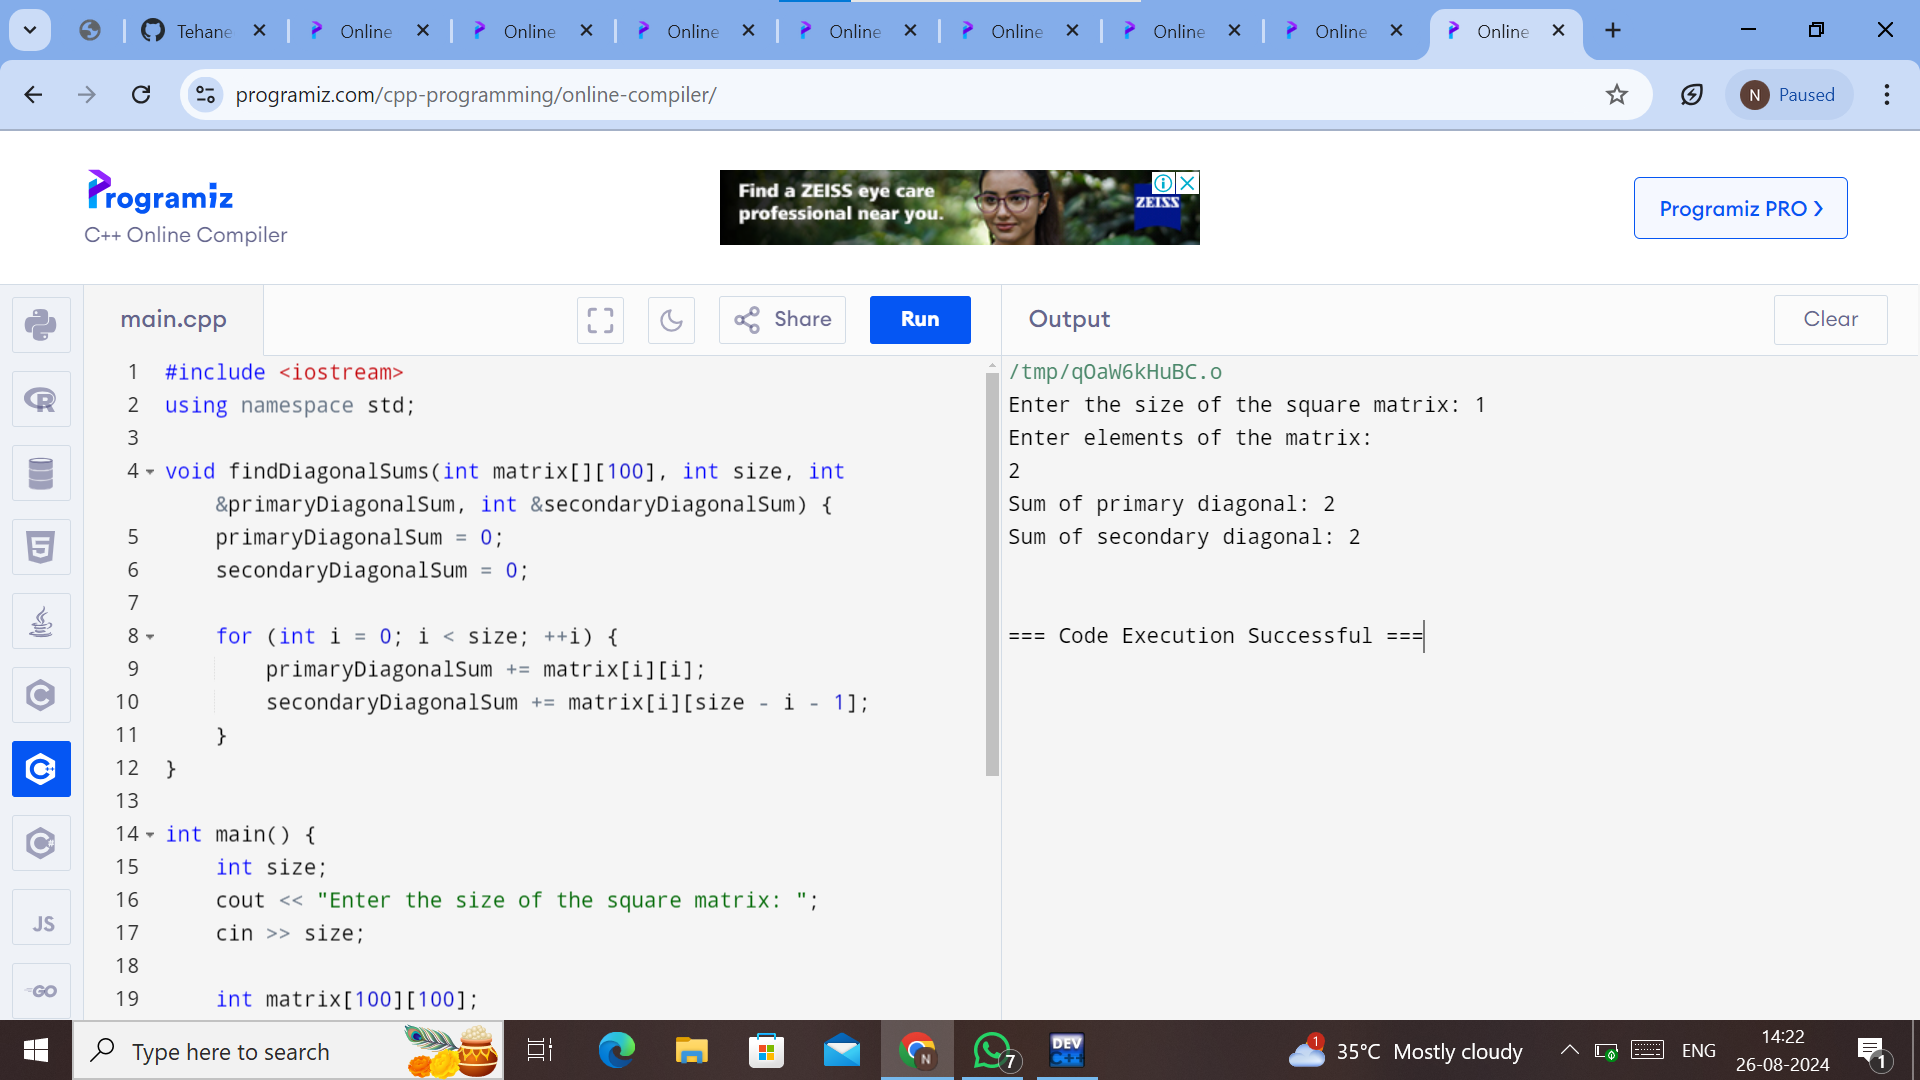 Tehane
Online
Online
Online
Online
Online
Online
Online
Online
programiz.com/cpp-programming/online-compiler/
N
Paused
Programiz
C++ Online Compiler
Find a ZEISS eye care
professional near you.
ZEISS
Programiz PRO ❯
main.cpp
Share
Run
Output
Clear
1 #include <iostream>
2 using namespace std;
3
4 void findDiagonalSums(int matrix[][100], int size, int
&primaryDiagonalSum, int &secondaryDiagonalSum) {
5 primaryDiagonalSum = 0;
6 secondaryDiagonalSum = 0;
7
8 for (int i = 0; i < size; ++i) {
9 primaryDiagonalSum += matrix[i][i];
10 secondaryDiagonalSum += matrix[i][size - i - 1];
11 }
12 }
13
14 int main() {
15 int size;
16 cout << "Enter the size of the square matrix: ";
17 cin >> size;
18
19 int matrix[100][100];
/tmp/qOaW6kHuBC.o
Enter the size of the square matrix: 1
Enter elements of the matrix:
2
Sum of primary diagonal: 2
Sum of secondary diagonal: 2
=== Code Execution Successful ===
R
5
C
C++
C#
JS
GO
Type here to search
N
7
DEV
C++
1
35°C Mostly cloudy
ENG
14:22
26-08-2024
1